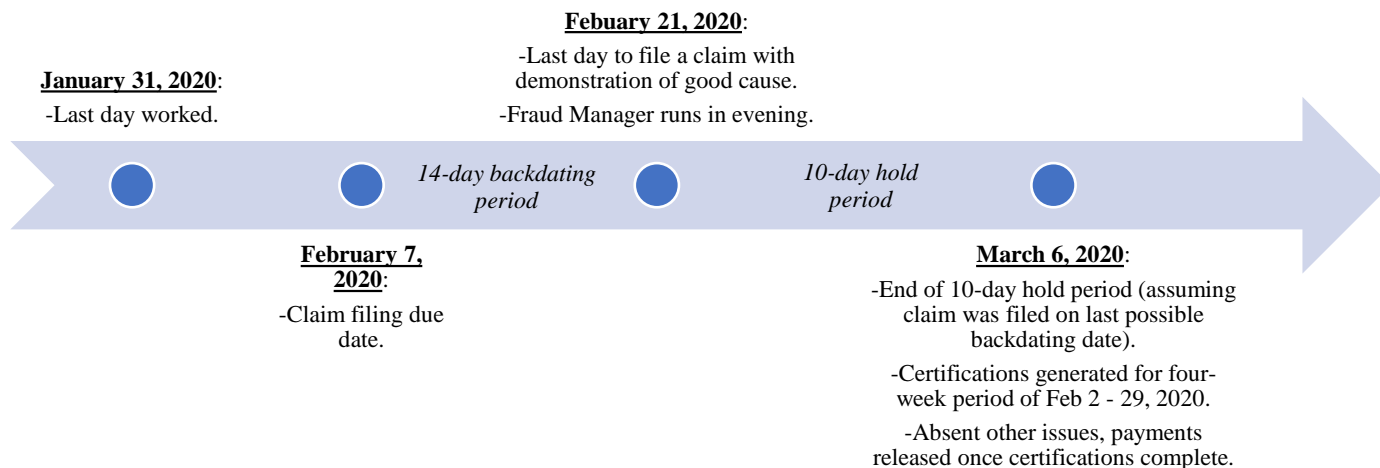 January 31, 2020:
-Last day worked.
Febuary 21, 2020:
-Last day to file a claim with
demonstration of good cause.
-Fraud Manager runs in evening.
14-day backdating
period
10-day hold
period
February 7,
2020:
-Claim filing due
date.
March 6, 2020:
-End of 10-day hold period (assuming
claim was filed on last possible
backdating date).
-Certifications generated for four-
week period of Feb 2 - 29, 2020.
-Absent other issues, payments
released once certifications complete.